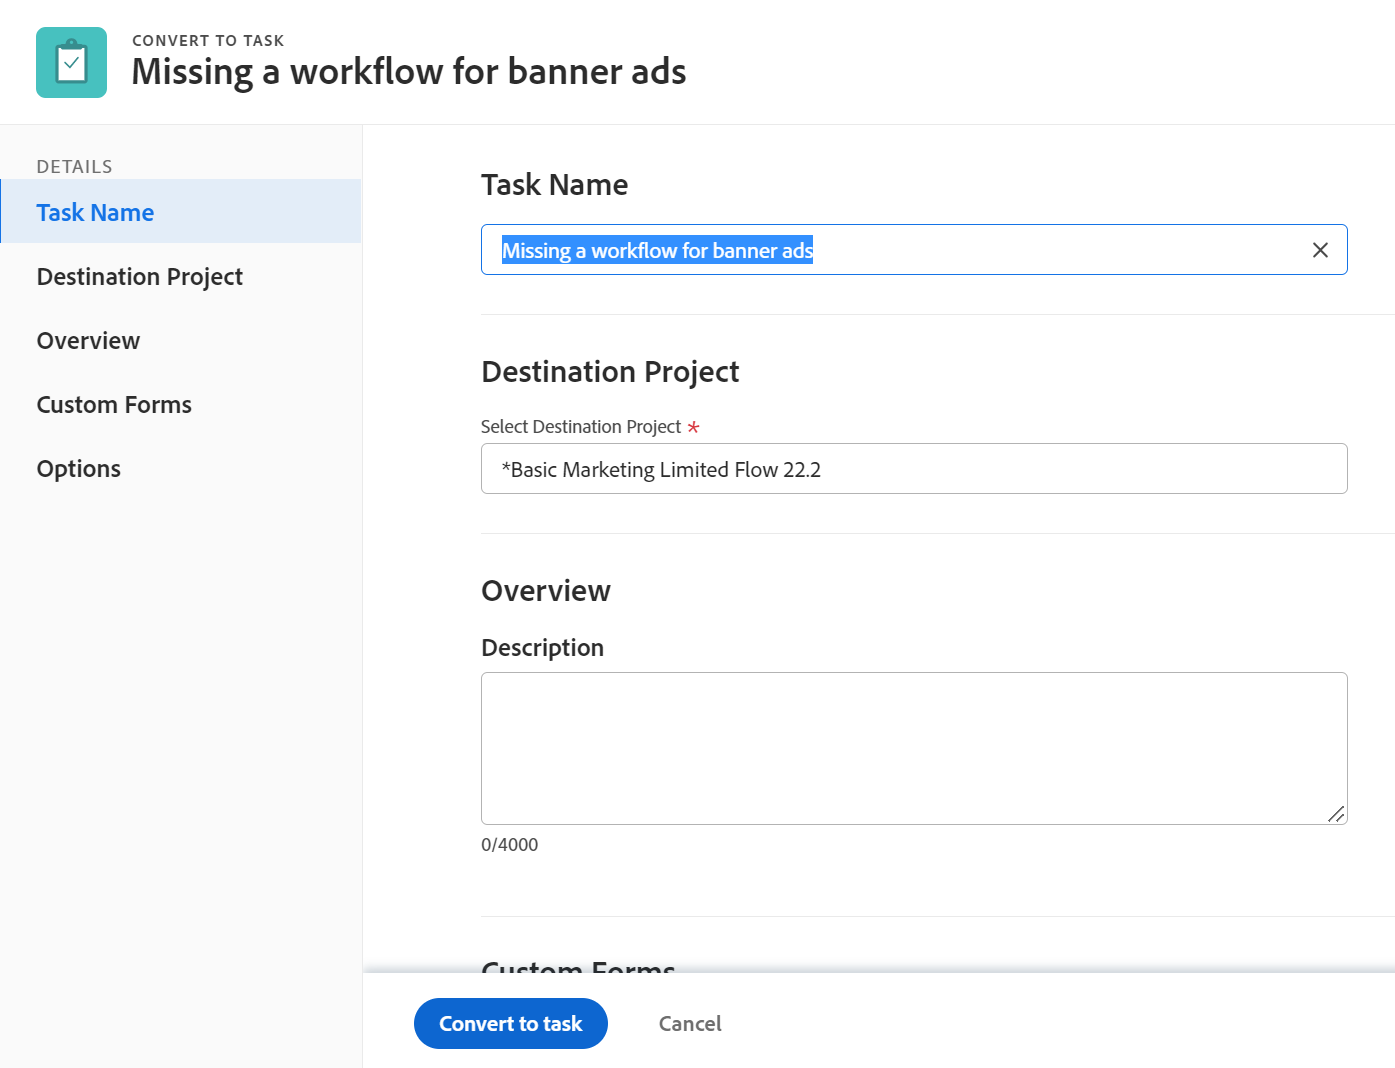 CONVERT TO TASK
Missing a workflow for banner ads
DETAILS
Task Name
Destination Project
Overview
Custom Forms
Options
Task Name
Missing a workflow for banner ads
Destination Project
Select Destination Project *
*Basic Marketing Limited Flow 22.2
Overview
Description
0/4000
Custom Forms
Convert to task
Cancel